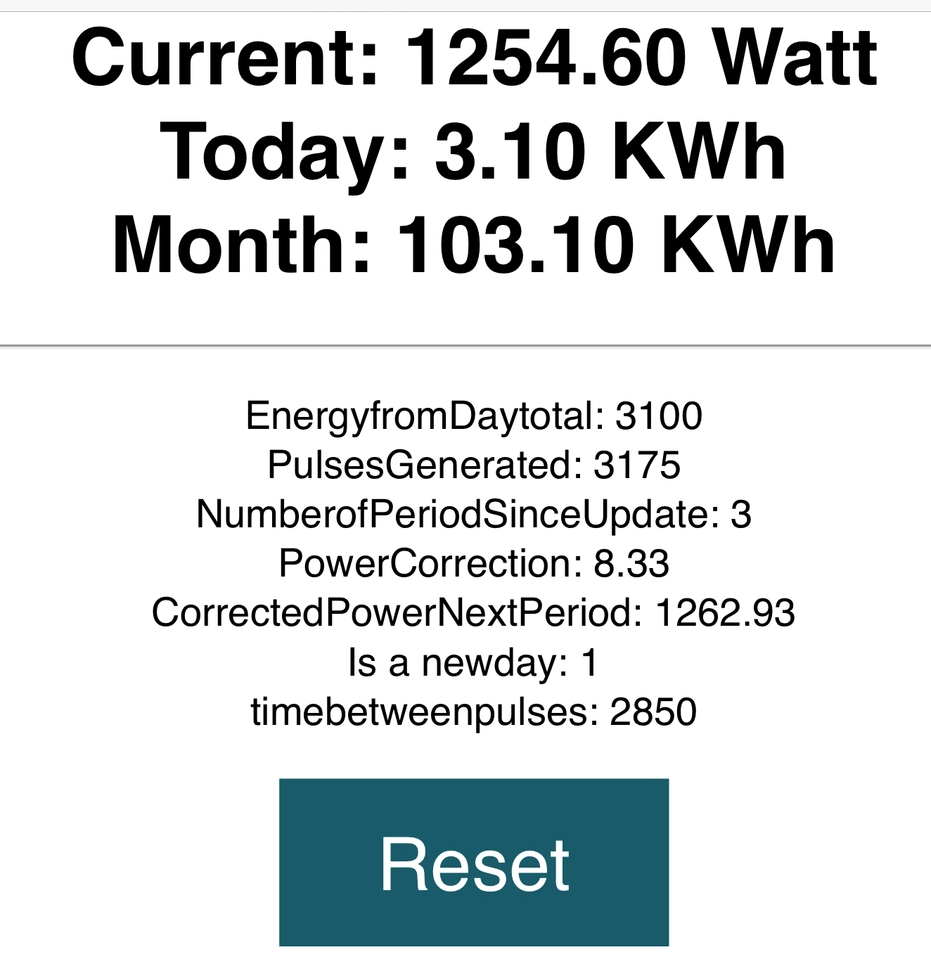 Current: 1254.60 Watt
Today: 3.10 KWh
Month: 103.10 KWh
EnergyfromDaytotal: 3100
PulsesGenerated: 3175
NumberofPeriodSinceUpdate: 3
PowerCorrection: 8.33
CorrectedPowerNextPeriod: 1262.93
Is a newday: 1
timebetweenpulses: 2850
Reset